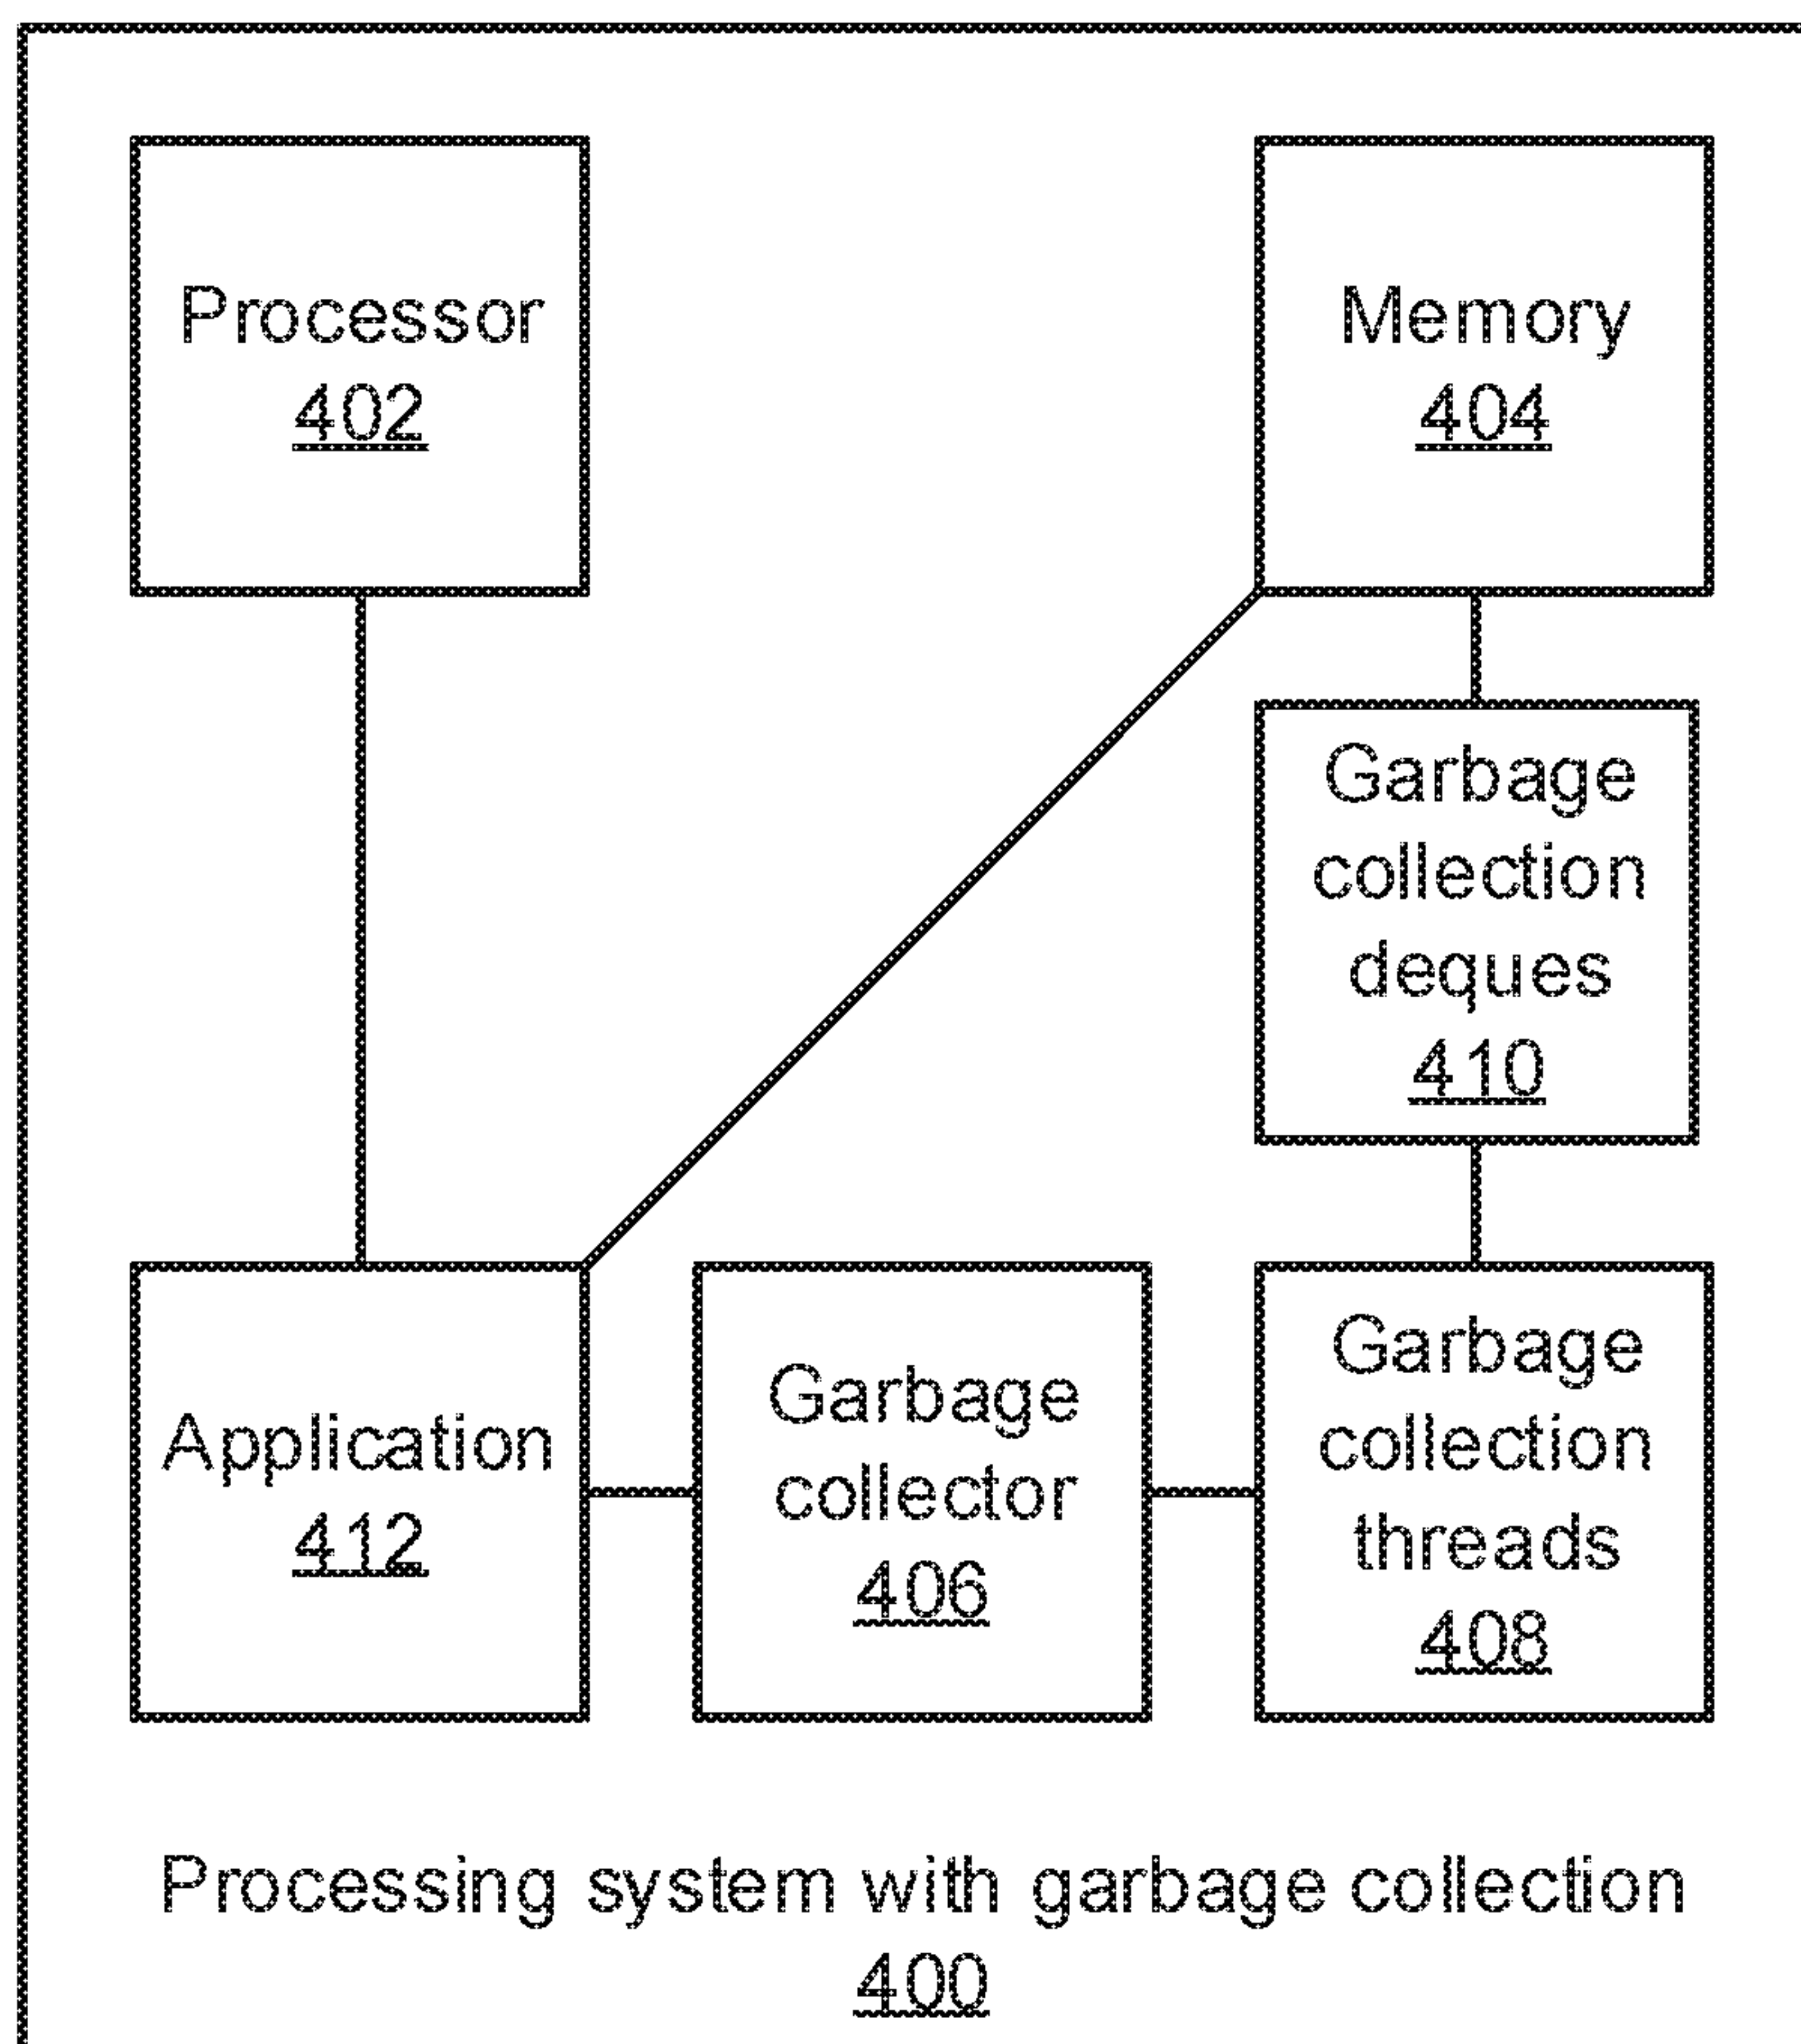 Processor
402
Memory
404
Garbage
collection
deques
410
Application
412
Garbage
collector
406
Garbage
collection
threads
408
Processing system with garbage collection
400